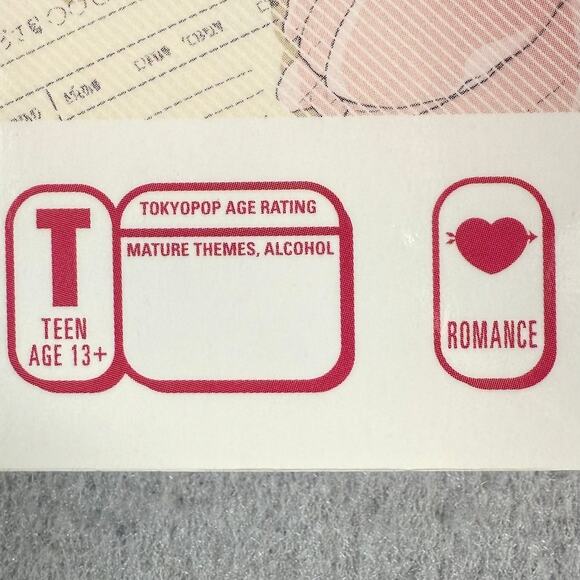 T
TEEN
AGE 13+
TOKYOPOP AGE RATING
MATURE THEMES, ALCOHOL
ROMANCE